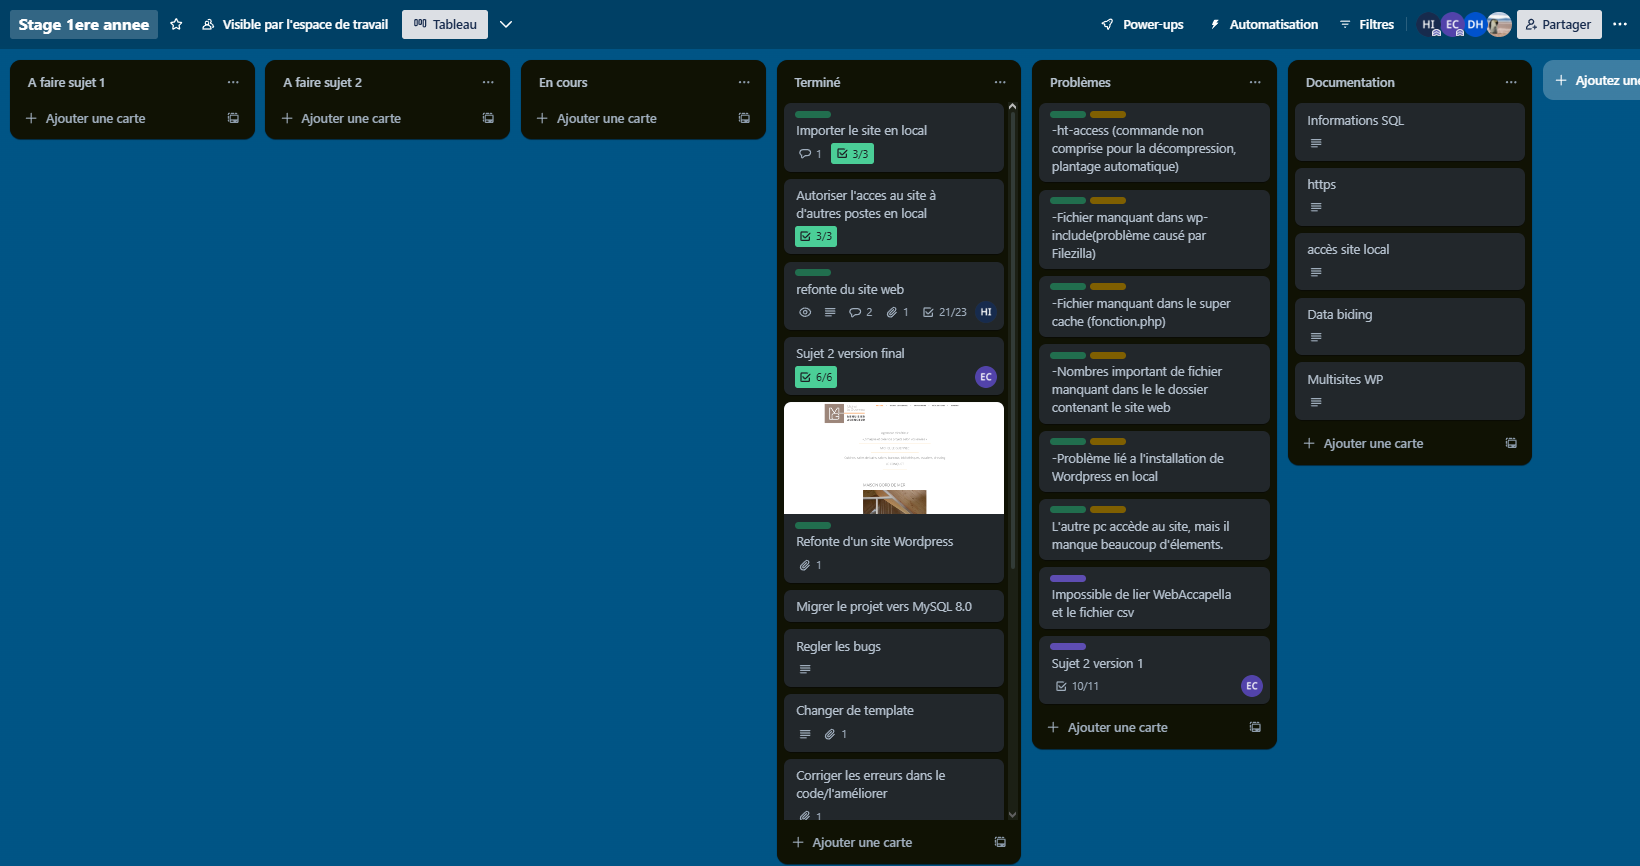 Stage 1ere annee
Visible par l'espace de travail
Tableau
Power-ups
Automatisation
Filtres
HI
EC
DH
Partager
A faire sujet 1
Ajouter une carte
A faire sujet 2
Ajouter une carte
En cours
Ajouter une carte
Terminé
Importer le site en local
1
3/3
Autoriser l'acces au site à
d'autres postes en local
3/3
refonte du site web
2
1
21/23
HI
Sujet 2 version final
6/6
EC
MAISON BORD DE MER
Refonte d'un site Wordpress
1
Migrer le projet vers MySQL 8.0
Regler les bugs
Changer de template
1
Corriger les erreurs dans le
code/l'améliorer
1
Ajouter une carte
Problèmes
-ht-access (commande non
comprise pour la décompression,
plantage automatique)
-Fichier manquant dans wp-
include(problème causé par
Filezilla)
-Fichier manquant dans le super
cache (fonction.php)
-Nombres important de fichier
manquant dans le le dossier
contenant le site web
-Problème lié a l'installation de
Wordpress en local
L'autre pc accède au site, mais il
manque beaucoup d'élements.
Impossible de lier WebAccapella
et le fichier csv
Sujet 2 version 1
10/11
EC
Ajouter une carte
Documentation
Informations SQL
https
accès site local
Data biding
Multisites WP
Ajouter une carte
Ajoutez une